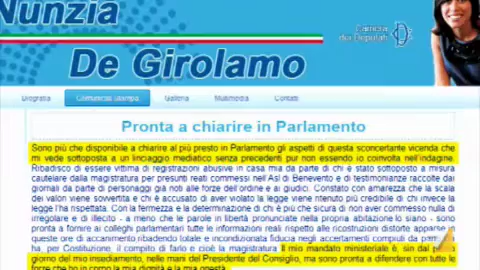 Nunzia
De Girolamo
Camera
dei Deputati
Biografia Comunicati Stampa Galleria Multimedia Contatti
Pronta a chiarire in Parlamento
Sono più che disponibile a chiarire al più presto in Parlamento gli aspetti di questa sconcertante vicenda che
mi vede sottoposta a un linciaggio mediatico senza precedenti pur non essendo io coinvolta nell'indagine.
Ribadisco di essere vittima di registrazioni abusive in casa mia da parte di chi è stato sottoposto a misura
cautelare dalla magistratura per presunti reati commessi nell'Asl di Benevento e di testimonianze raccolte dai
giornali da parte di personaggi già noti alle forze dell'ordine e ai giudici. Constato con amarezza che la scala
dei valori viene sovvertita e chi è accusato di aver violato la legge viene ritenuto più credibile di chi invece la
legge l'ha rispettata. Con la fermezza e la determinazione di chi è più che sicura di non aver commesso nulla di
irregolare e di illecito - a meno che le parole in libertà pronunciate nella propria abitazione lo siano - sono
pronta a fornire ai colleghi parlamentari tutte le informazioni reali rispetto alle ricostruzioni distorte apparse
queste ore di accanimento ribadendo totale e incondizionata fiducia negli accertamenti compiuti da
ha, per Costituzione, il compito di farlo e cioè la magistratura. Il mio mandato ministeriale è, sin dal
giorno del mio insediamento, nelle mani del Presidente del Consiglio, ma sono pronta a difendere con tutte
le forze che ho in corpo la mia dignità e la mia onestà.